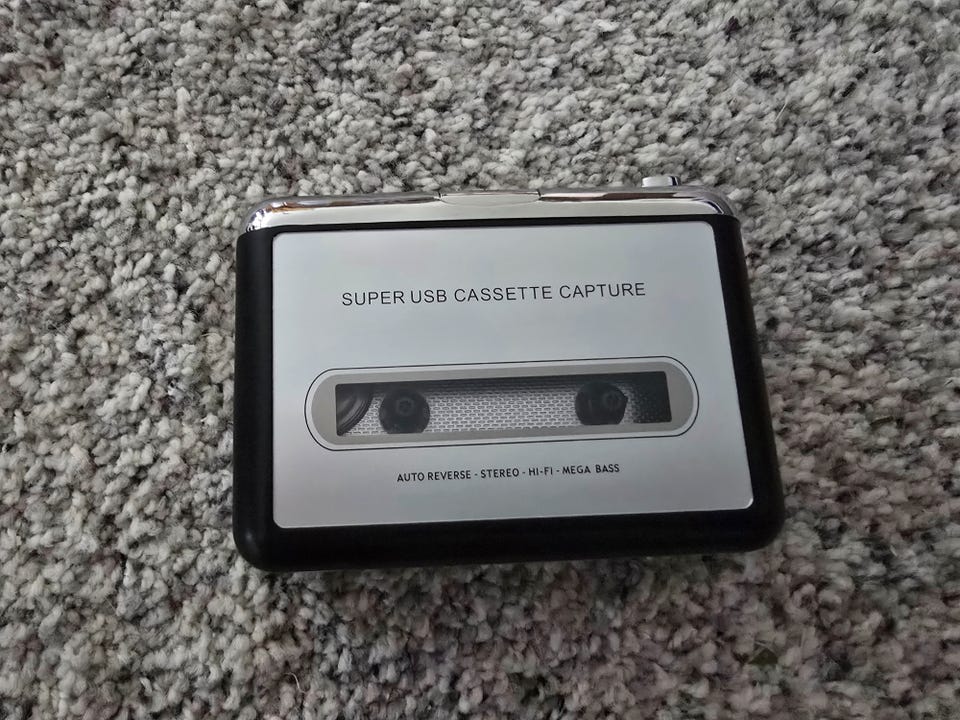 SUPER USB CASSETTE CAPTURE
AUTO REVERSE - STEREO - HI-FI - MEGA BASS